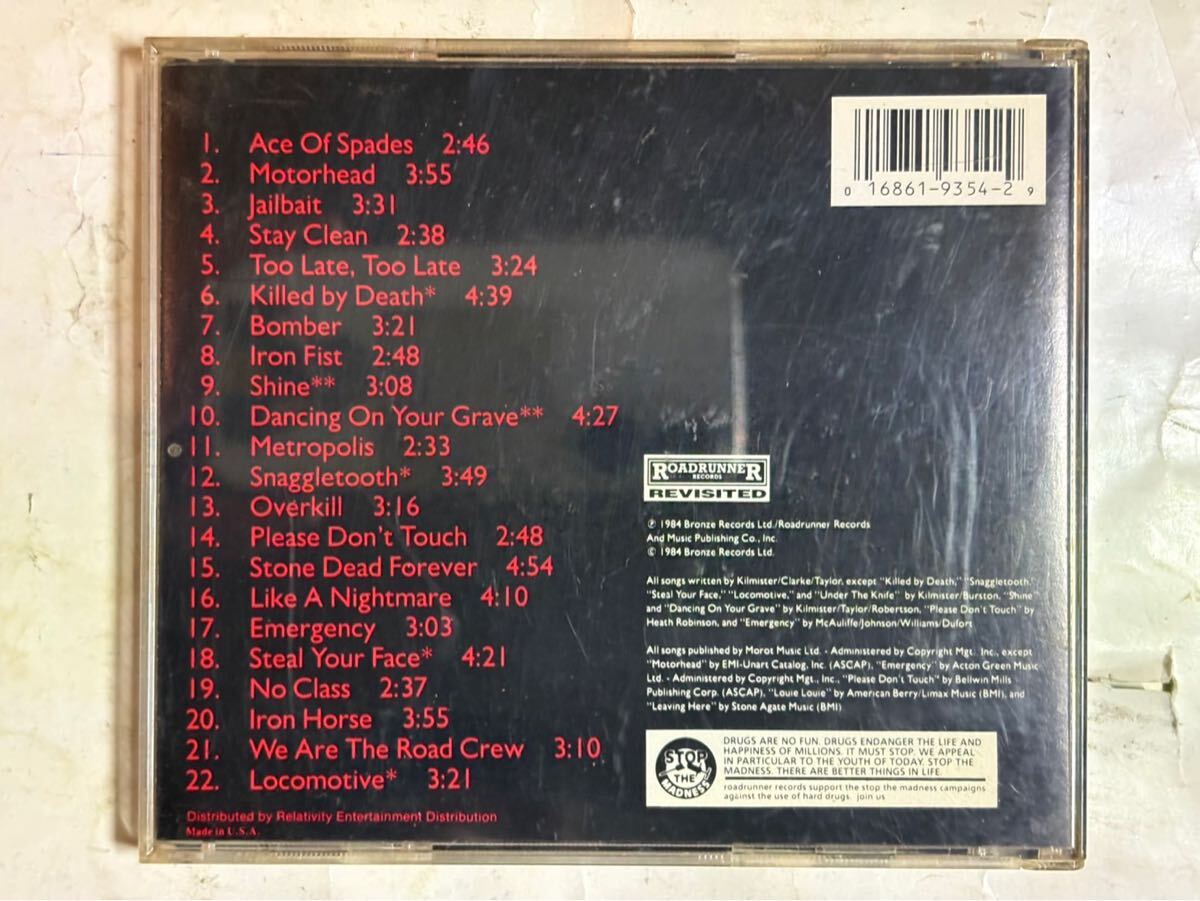 1. Ace Of Spades 2:46
2. Motorhead 3:55
3. Jailbait 3:31
4. Stay Clean 2:38
5. Too Late, Too Late 3:24
6. Killed by Death* 4:39
7. Bomber 3:21
8. Iron Fist 2:48
9. Shine** 3:08
10. Dancing On Your Grave** 4:27
11. Metropolis 2:33
12. Snaggletooth* 3:49
13. Overkill 3:16
14. Please Don't Touch 2:48
15. Stone Dead Forever 4:54
16. Like A Nightmare 4:10
17. Emergency 3:03
18. Steal Your Face* 4:21
19. No Class 2:37
20. Iron Horse 3:55
21. We Are The Road Crew 3:10
22. Locomotive* 3:21
Distributed by Relativity Entertainment Distribution
Made in U.S.A.
0 16861-9354-2 9
ROADRUNNER
RECORDS
REVISITED
℗ 1984 Bronze Records Ltd./Roadrunner Records
And Music Publishing Co., Inc.
© 1984 Bronze Records Ltd.
All songs written by Kilmister/Clarke/Taylor, except "Killed by Death," "Snaggletooth,"
"Steal Your Face," "Locomotive," and "Under The Knife" by Kilmister/Burston, "Shine"
and "Dancing On Your Grave" by Kilmister/Taylor/Robertson, "Please Don't Touch" by
Heath Robinson, and "Emergency" by McAuliffe/Johnson/Williams/Dufort
All songs published by Morot Music Ltd. - Administered by Copyright Mgt., Inc., except
"Motorhead" by EMI-Unart Catalog, Inc. (ASCAP), "Emergency" by Acton Green Music
Ltd. - Administered by Copyright Mgt., Inc., "Please Don't Touch" by Bellwin Mills
Publishing Corp. (ASCAP), "Louie Louie" by American Berry/Limax Music (BMI), and
"Leaving Here" by Stone Agate Music (BMI)
STOP
THE
MADNESS
DRUGS ARE NO FUN. DRUGS ENDANGER THE LIFE AND
HAPPINESS OF MILLIONS. IT MUST STOP. WE APPEAL
IN PARTICULAR TO THE YOUTH OF TODAY. STOP THE
MADNESS. THERE ARE BETTER THINGS IN LIFE.
roadrunner records support the stop the madness campaigns
against the use of hard drugs. join us